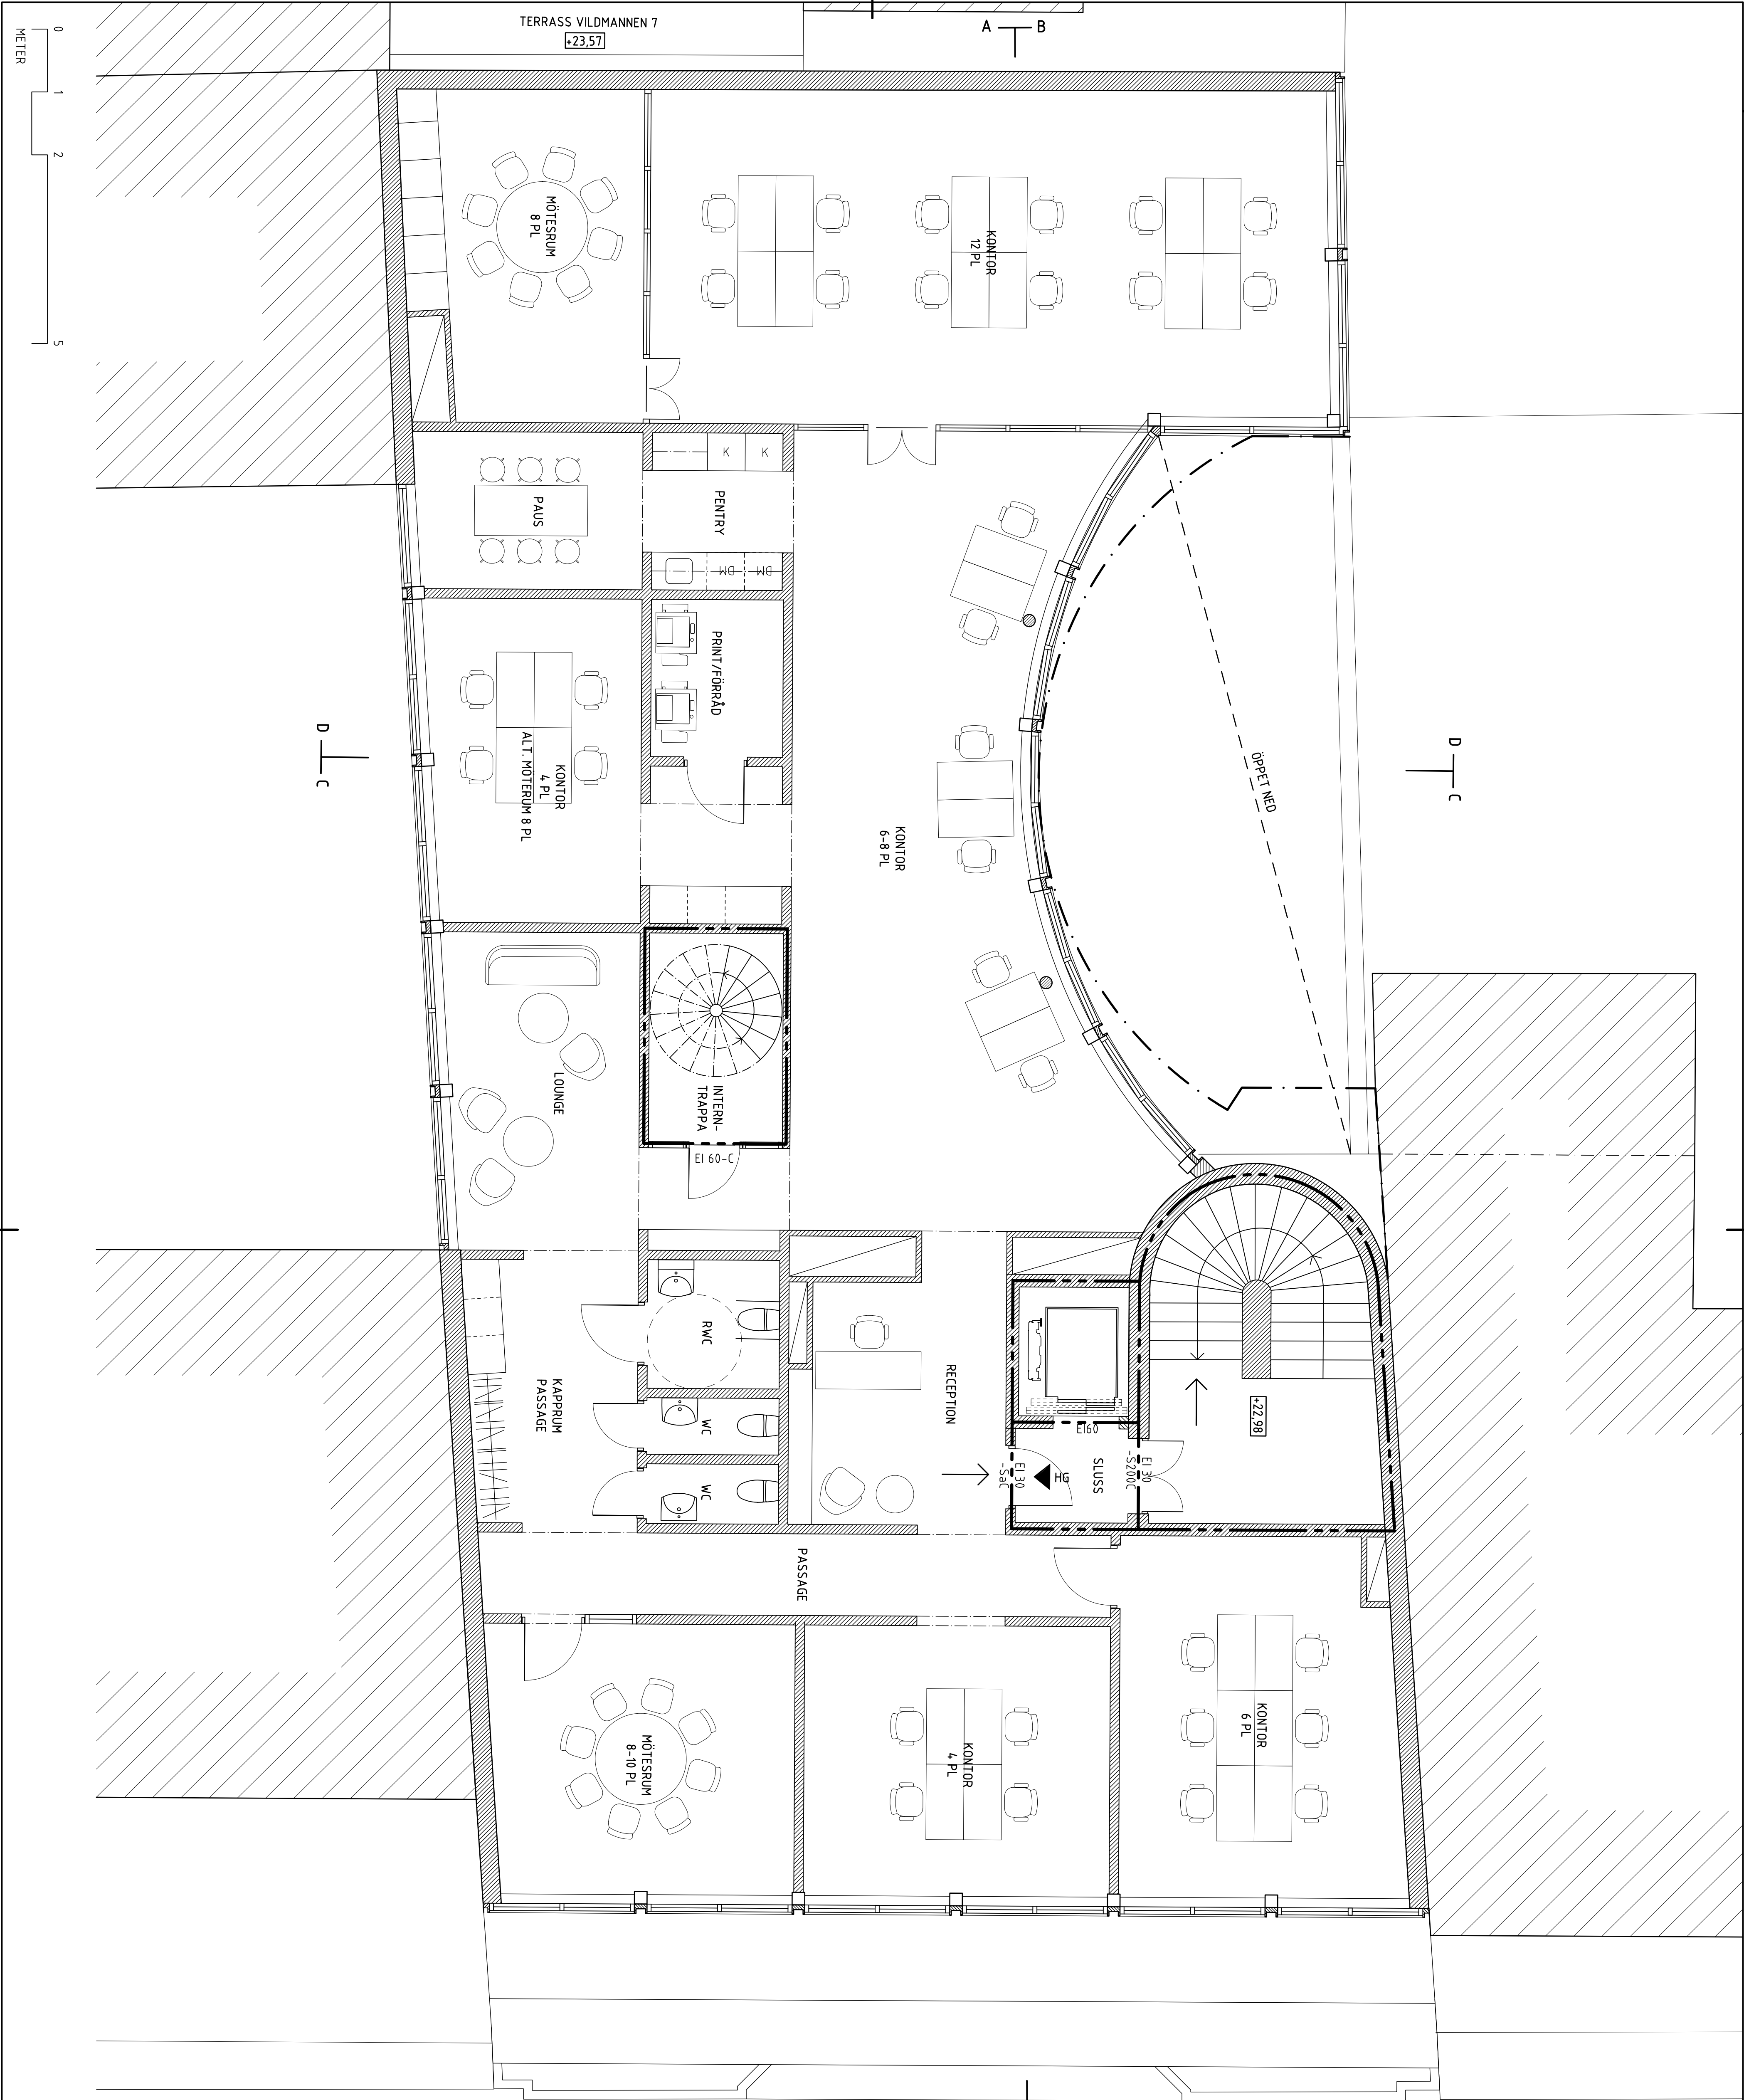 TERRASS VILDMANNEN 7
+23,57
A B
0 1 2 5
METER
MÖTESRUM
8 PL
KONTOR
12 PL
K
K
PENTRY
PAUS
DM
DM
PRINT/FÖRRÅD
KONTOR
4 PL
ALT. MÖTERUM 8 PL
D C
D C
ÖPPET NED
KONTOR
6-8 PL
LOUNGE
INTERN-
TRAPPA
EI 60-C
RWC
WC
WC
KAPPRUM
PASSAGE
RECEPTION
+22,98
EI60
SLUSS
HG
EI 30
-S200C
EI 30
-SaC
PASSAGE
MÖTESRUM
8-10 PL
KONTOR
4 PL
KONTOR
6 PL